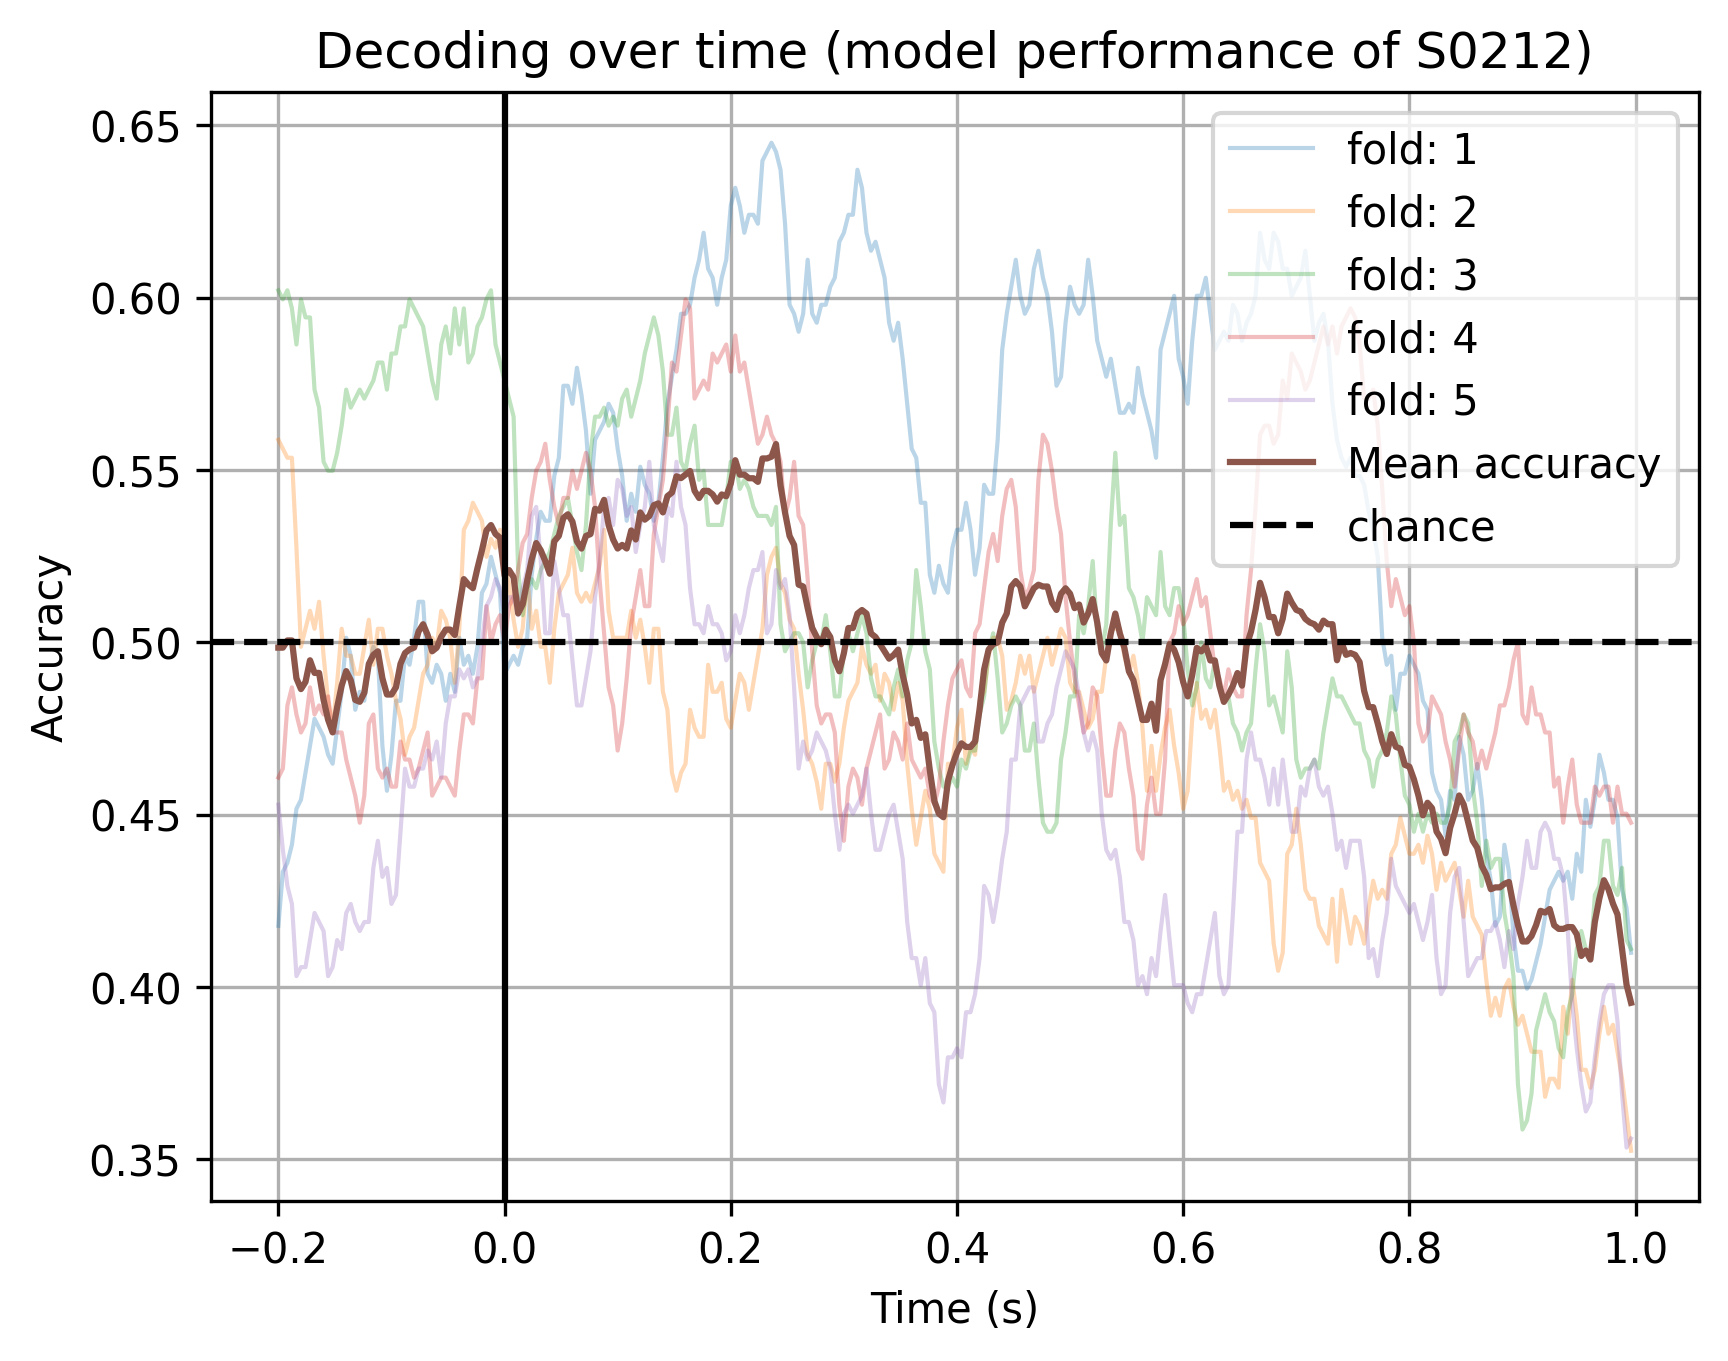 Decoding over time (model performance of S0212)
Accuracy
0.65
0.60
0.55
0.50
0.45
0.40
0.35
fold: 1
fold: 2
fold: 3
fold: 4
fold: 5
Mean accuracy
chance
−0.2 0.0 0.2 0.4 0.6 0.8 1.0
Time (s)